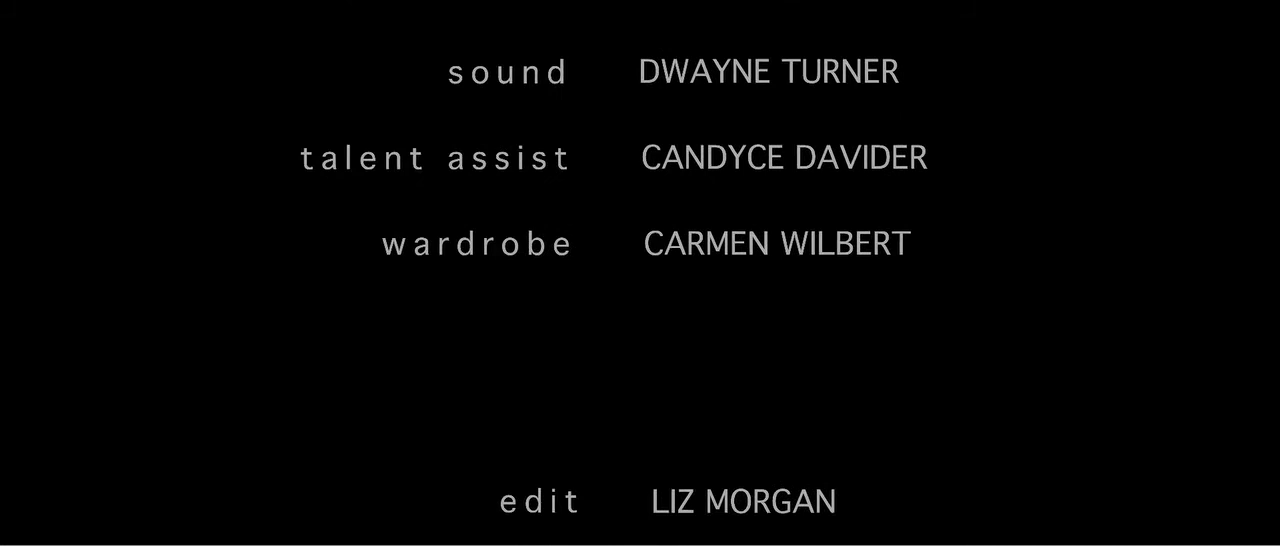 sound DWAYNE TURNER
talent assist CANDYCE DAVIDER
wardrobe CARMEN WILBERT
edit LIZ MORGAN